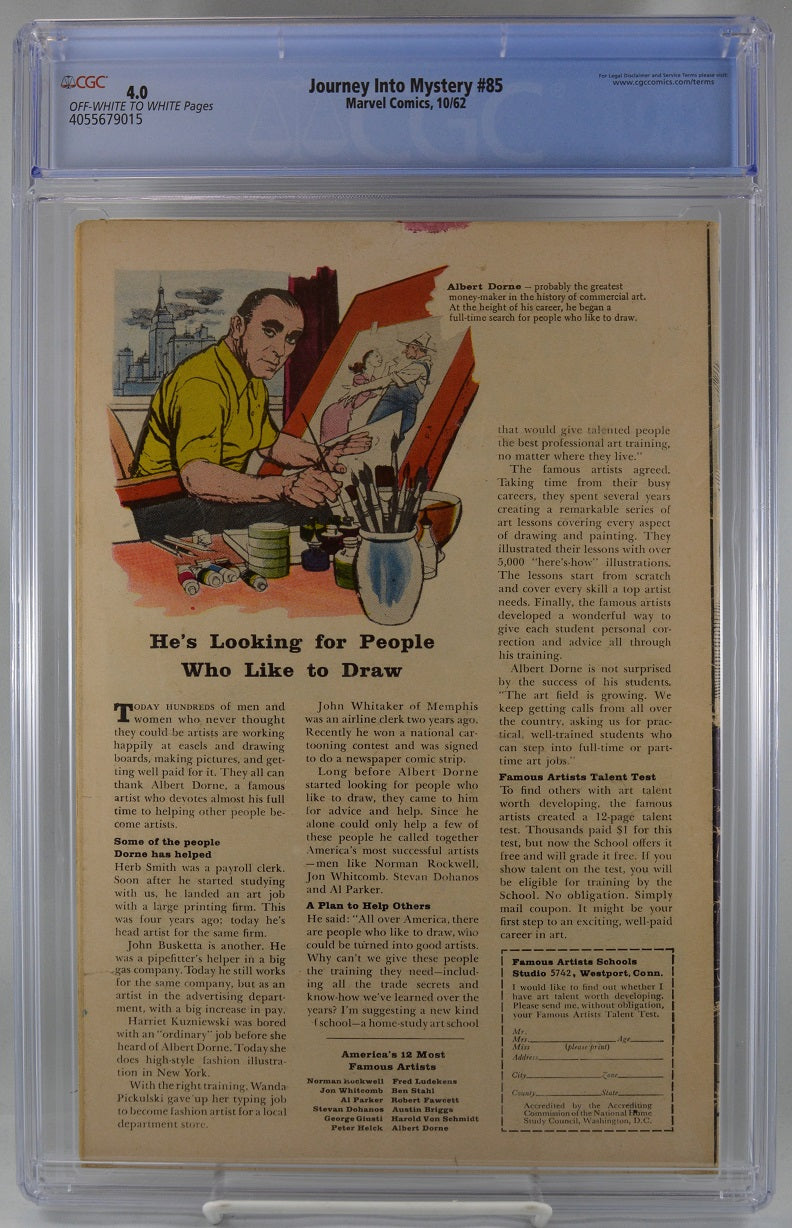 CGC
4.0
OFF-WHITE TO WHITE Pages
4055679015
Journey Into Mystery #85
Marvel Comics, 10/62
For Legal Disclaimer and Service Terms please visit:
www.cgccomics.com/terms
Albert Dorne — probably the greatest
money-maker in the history of commercial art.
At the height of his career, he began a
full-time search for people who like to draw.
He's Looking for People
Who Like to Draw
TODAY HUNDREDS of men and
women who never thought
they could be artists are working
happily at easels and drawing
boards, making pictures, and get-
ting well paid for it. They all can
thank Albert Dorne, a famous
artist who devotes almost his full
time to helping other people be-
come artists.
Some of the people
Dorne has helped
Herb Smith was a payroll clerk.
Soon after he started studying
with us, he landed an art job
with a large printing firm. This
was four years ago; today he's
head artist for the same firm.
John Busketta is another. He
was a pipefitter's helper in a big
gas company. Today he still works
for the same company, but as an
artist in the advertising depart-
ment, with a big increase in pay.
Harriet Kuzniewski was bored
with an "ordinary" job before she
heard of Albert Dorne. Today she
does high-style fashion illustra-
tion in New York.
With the right training, Wanda
Pickulski gave up her typing job
to become fashion artist for a local
department store.
John Whitaker of Memphis
was an airline clerk two years ago.
Recently he won a national car-
tooning contest and was signed
to do a newspaper comic strip.
Long before Albert Dorne
started looking for people who
like to draw, they came to him
for advice and help. Since he
alone could only help a few of
these people he called together
America's most successful artists
—men like Norman Rockwell,
Jon Whitcomb, Stevan Dohanos
and Al Parker.
A Plan to Help Others
He said: "All over America, there
are people who like to draw, who
could be turned into good artists.
Why can't we give these people
the training they need—includ-
ing all the trade secrets and
know-how we've learned over the
years? I'm suggesting a new kind
of school—a home-study art school
America's 12 Most
Famous Artists
Norman Rockwell Fred Ludekens
Jon Whitcomb Ben Stahl
Al Parker Robert Fawcett
Stevan Dohanos Austin Briggs
George Giusti Harold Von Schmidt
Peter Helck Albert Dorne
that would give talented people
the best professional art training,
no matter where they live."
The famous artists agreed.
Taking time from their busy
careers, they spent several years
creating a remarkable series of
art lessons covering every aspect
of drawing and painting. They
illustrated their lessons with over
5,000 "here's-how" illustrations.
The lessons start from scratch
and cover every skill a top artist
needs. Finally, the famous artists
developed a wonderful way to
give each student personal cor-
rection and advice all through
his training.
Albert Dorne is not surprised
by the success of his students.
"The art field is growing. We
keep getting calls from all over
the country, asking us for prac-
tical, well-trained students who
can step into full-time or part-
time art jobs."
Famous Artists Talent Test
To find others with art talent
worth developing, the famous
artists created a 12-page talent
test. Thousands paid $1 for this
test, but now the School offers it
free and will grade it free. If you
show talent on the test, you will
be eligible for training by the
School. No obligation. Simply
mail coupon. It might be your
first step to an exciting, well-paid
career in art.
Famous Artists Schools
Studio 5742, Westport, Conn.
I would like to find out whether I
have art talent worth developing.
Please send me, without obligation,
your Famous Artists Talent Test.
Mr.
Mrs. Age
Miss (please print)
Address
City Zone
County State
Accredited by the Accrediting
Commission of the National Home
Study Council, Washington, D.C.